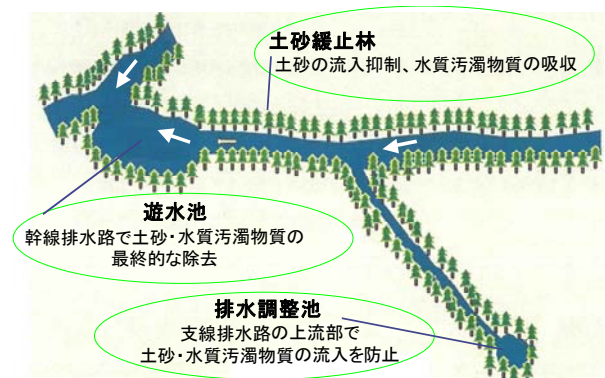 土砂緩止林
土砂の流入抑制、水質汚濁物質の吸収
遊水池
幹線排水路で土砂・水質汚濁物質の
最終的な除去
排水調整池
支線排水路の上流部で
土砂・水質汚濁物質の流入を防止